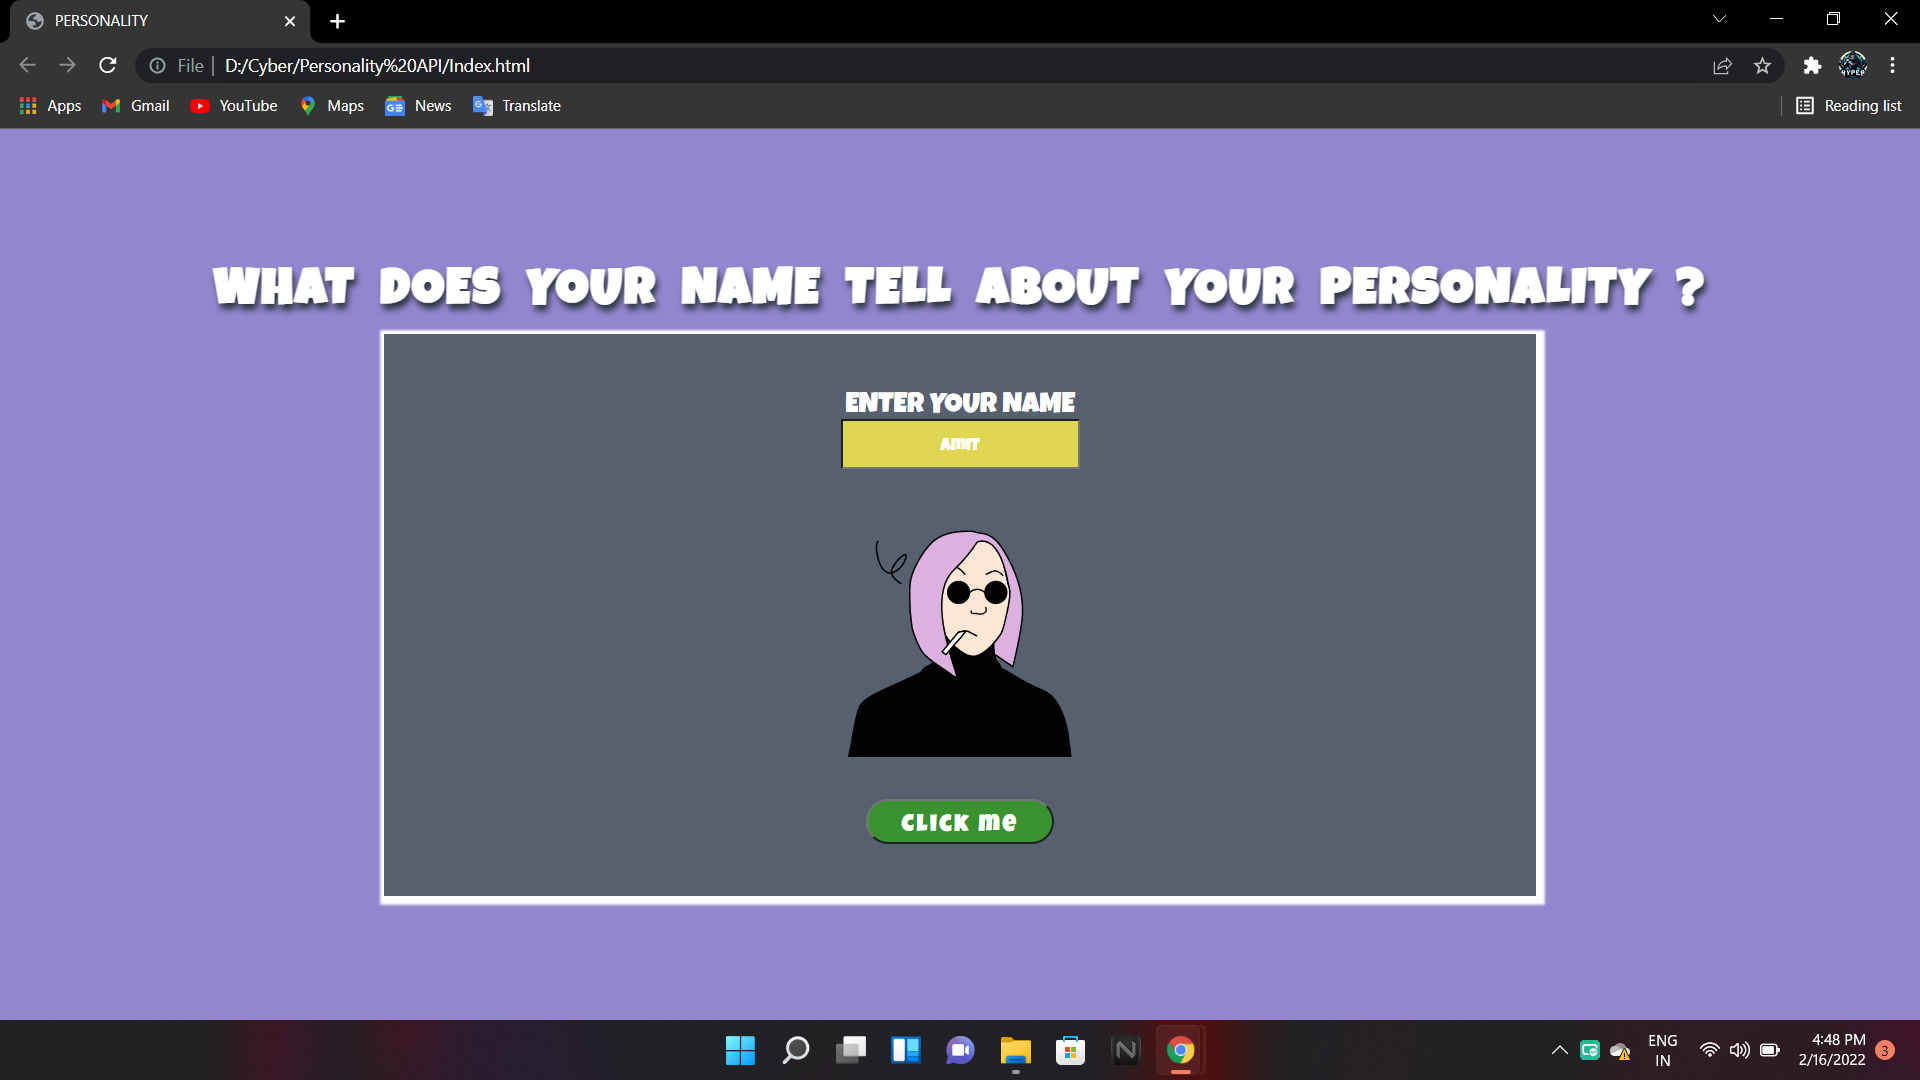 PERSONALITY
File | D:/Cyber/Personality%20API/Index.html
HYPER
Apps Gmail YouTube Maps News Translate Reading list
WHAT DOES YOUR NAME TELL ABOUT YOUR PERSONALITY ?
ENTER YOUR NAME
AMIT
CLICK ME
ENG
IN
4:48 PM
2/16/2022
3